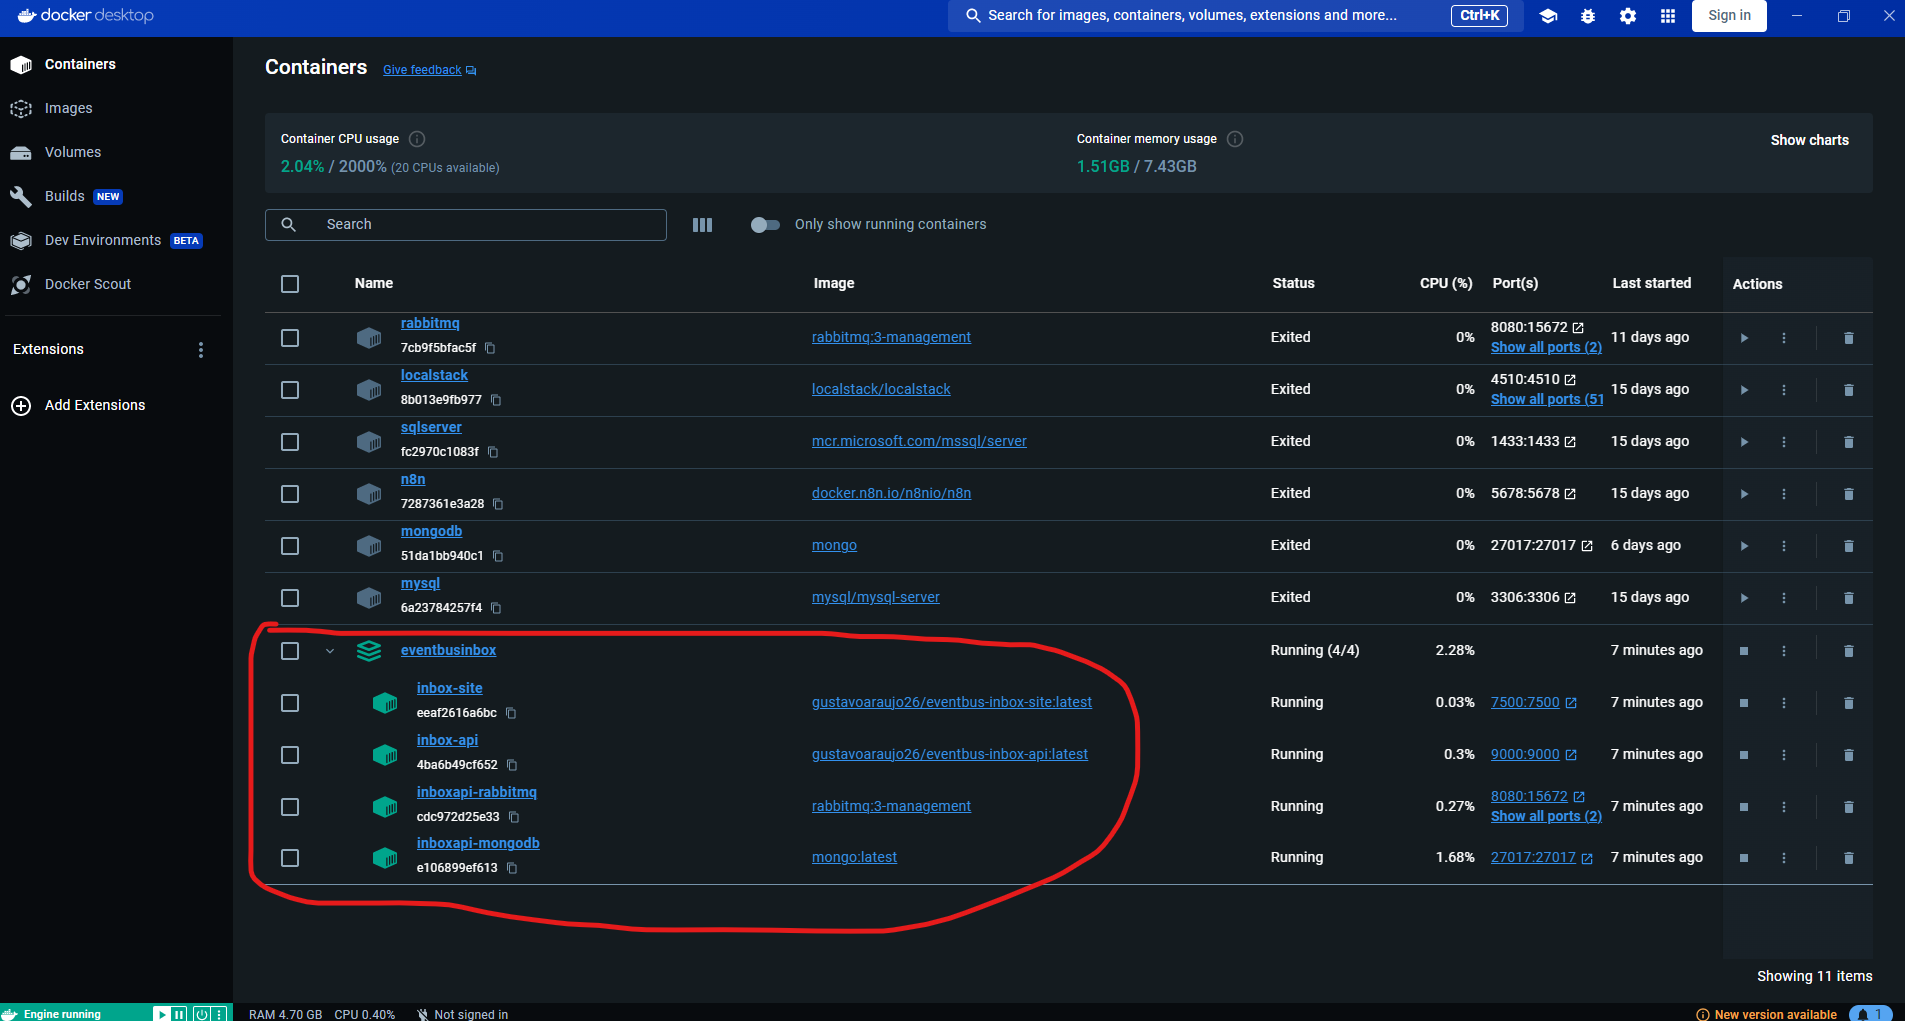 docker desktop
Search for images, containers, volumes, extensions and more...
Ctrl+K
Sign in
Containers
Images
Volumes
Builds NEW
Dev Environments BETA
Docker Scout
Extensions
Add Extensions
Containers Give feedback
Container CPU usage
2.04% / 2000% (20 CPUs available)
Container memory usage
1.51GB / 7.43GB
Show charts
Search
Only show running containers
Name Image Status CPU (%) Port(s) Last started Actions
rabbitmq
7cb9f5bfac5f
rabbitmq:3-management Exited 0% 8080:15672
Show all ports (2)
11 days ago
localstack
8b013e9fb977
localstack/localstack Exited 0% 4510:4510
Show all ports (51
15 days ago
sqlserver
fc2970c1083f
mcr.microsoft.com/mssql/server Exited 0% 1433:1433 15 days ago
n8n
7287361e3a28
docker.n8n.io/n8nio/n8n Exited 0% 5678:5678 15 days ago
mongodb
51da1bb940c1
mongo Exited 0% 27017:27017 6 days ago
mysql
6a23784257f4
mysql/mysql-server Exited 0% 3306:3306 15 days ago
eventbusinbox Running (4/4) 2.28% 7 minutes ago
inbox-site
eeaf2616a6bc
gustavoaraujo26/eventbus-inbox-site:latest Running 0.03% 7500:7500 7 minutes ago
inbox-api
4ba6b49cf652
gustavoaraujo26/eventbus-inbox-api:latest Running 0.3% 9000:9000 7 minutes ago
inboxapi-rabbitmq
cdc972d25e33
rabbitmq:3-management Running 0.27% 8080:15672
Show all ports (2)
7 minutes ago
inboxapi-mongodb
e106899ef613
mongo:latest Running 1.68% 27017:27017 7 minutes ago
Showing 11 items
Engine running
RAM 4.70 GB CPU 0.40% Not signed in
New version available
1